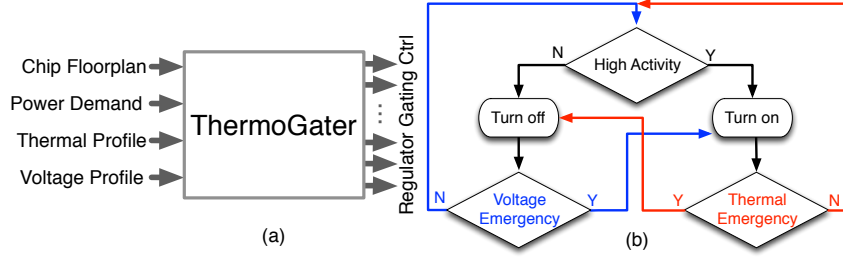 Chip Floorplan
Power Demand
Thermal Profile
Voltage Profile
ThermoGater
Regulator Gating Ctrl
(a)
N
High Activity
Y
Turn off
Turn on
N
Voltage
Emergency
Y
Y
Thermal
Emergency
N
(b)